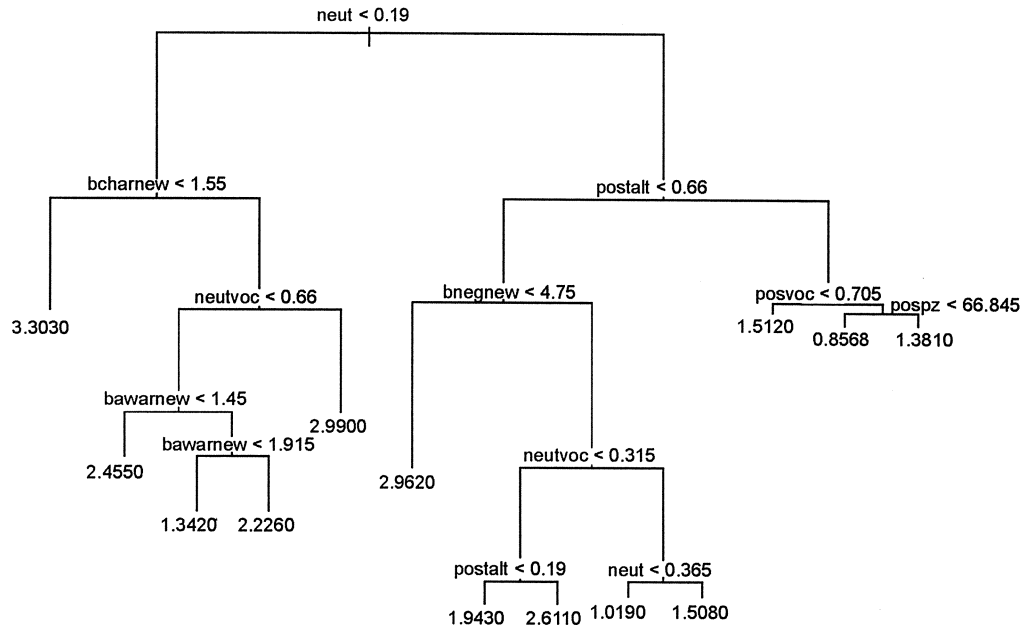 neut < 0.19
bcharnew < 1.55
postalt < 0.66
neutvoc < 0.66
bnegnew < 4.75
posvoc < 0.705
pospz < 66.845
3.3030
1.5120
0.8568
1.3810
bawarnew < 1.45
2.9900
bawarnew < 1.915
neutvoc < 0.315
2.4550
2.9620
1.3420
2.2260
postalt < 0.19
neut < 0.365
1.9430
2.6110
1.0190
1.5080